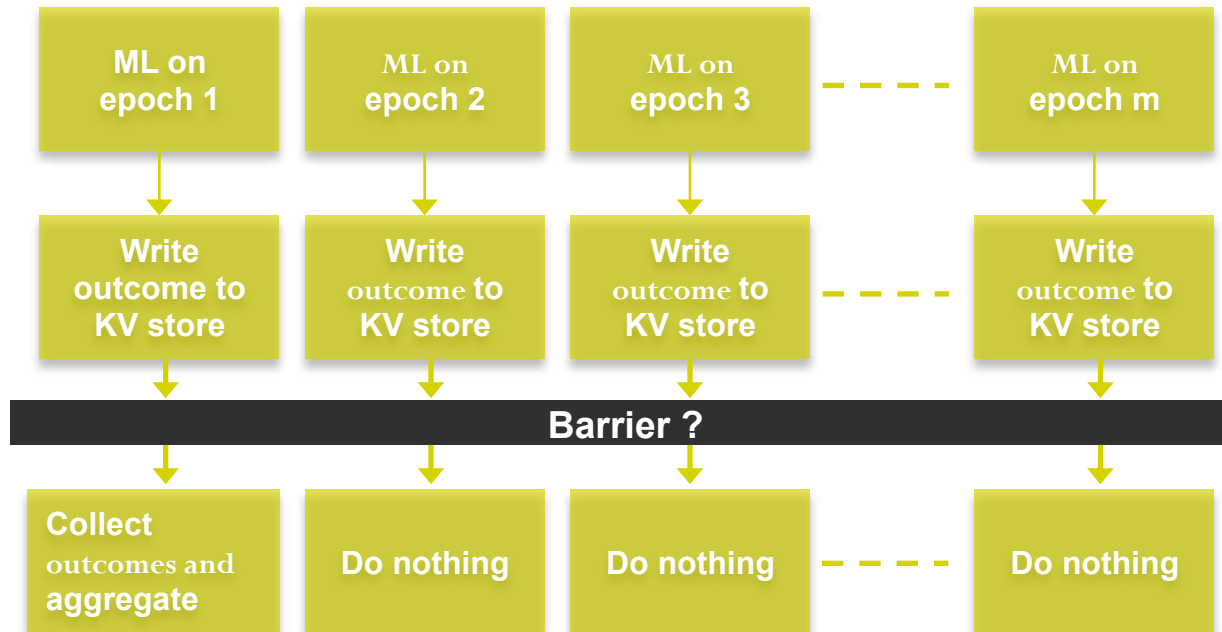 ML on
epoch 1
ML on
epoch 2
ML on
epoch 3
ML on
epoch m
Write
outcome to
KV store
Write
outcome to
KV store
Write
outcome to
KV store
Write
outcome to
KV store
Barrier ?
Collect
outcomes and
aggregate
Do nothing
Do nothing
Do nothing